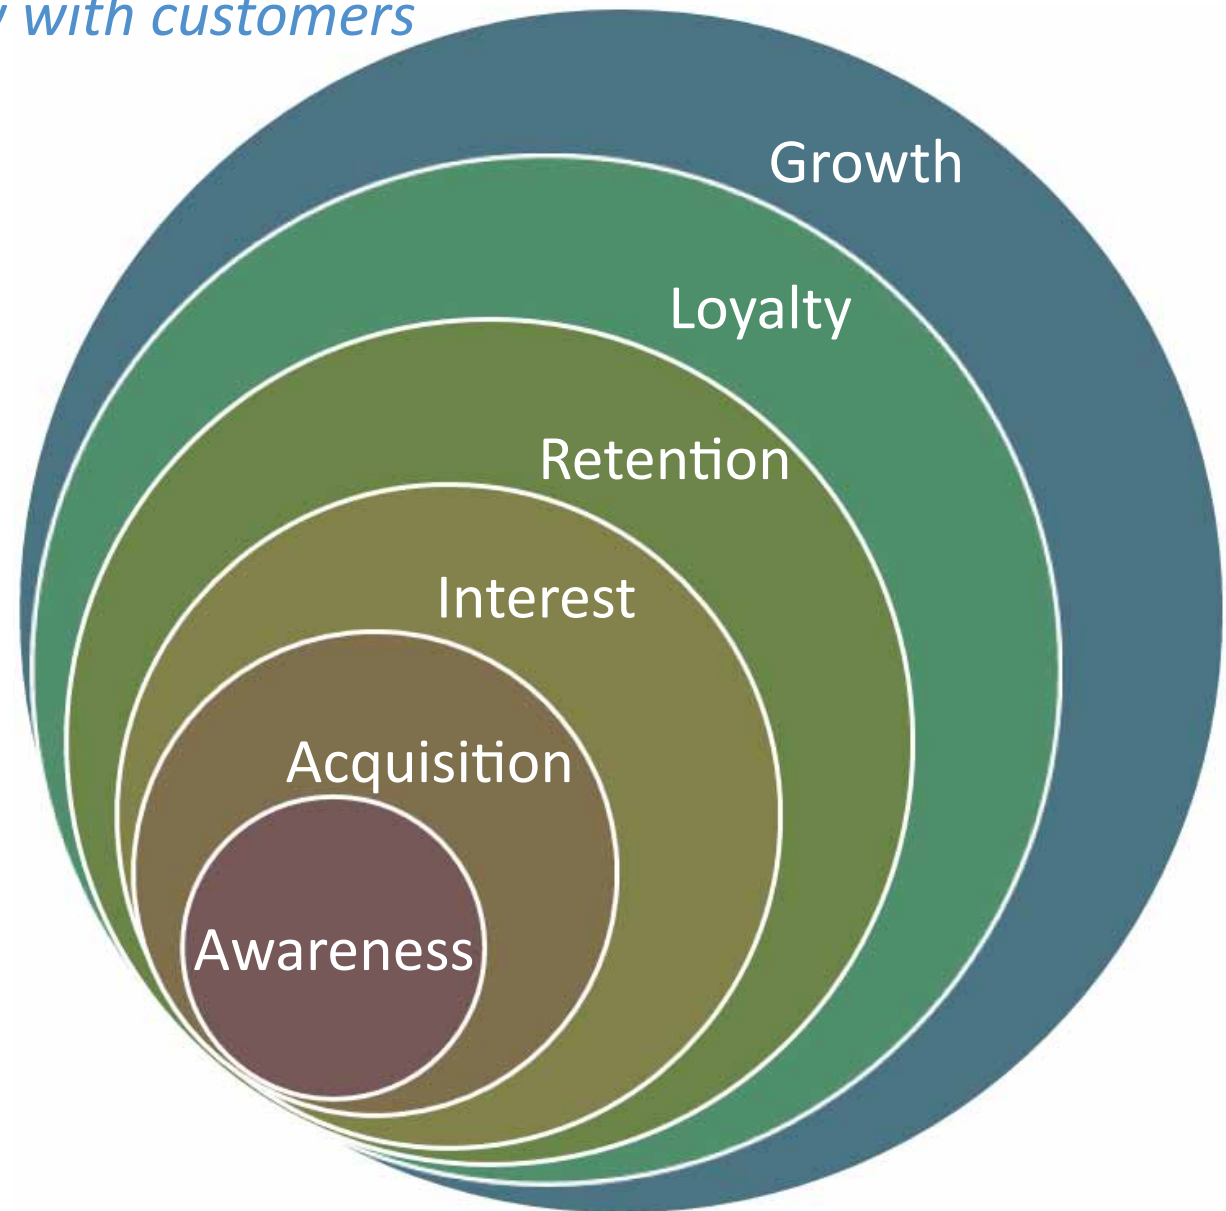 with customers
Growth
Loyalty
Retention
Interest
Acquisition
Awareness